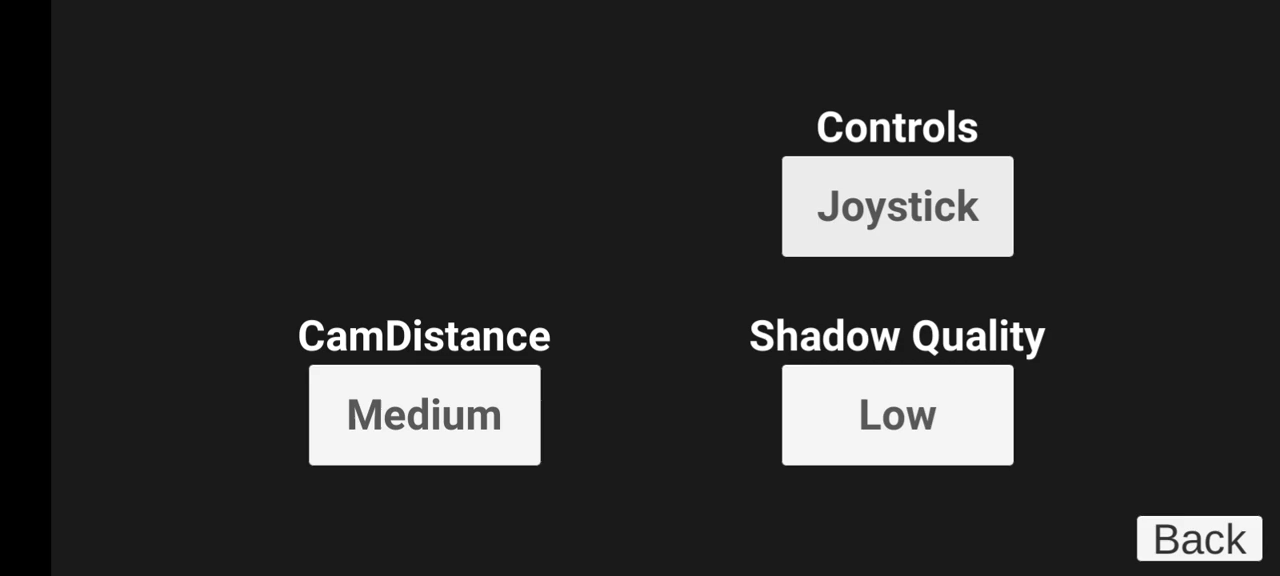 Controls
Joystick
CamDistance
Medium
Shadow Quality
Low
Back